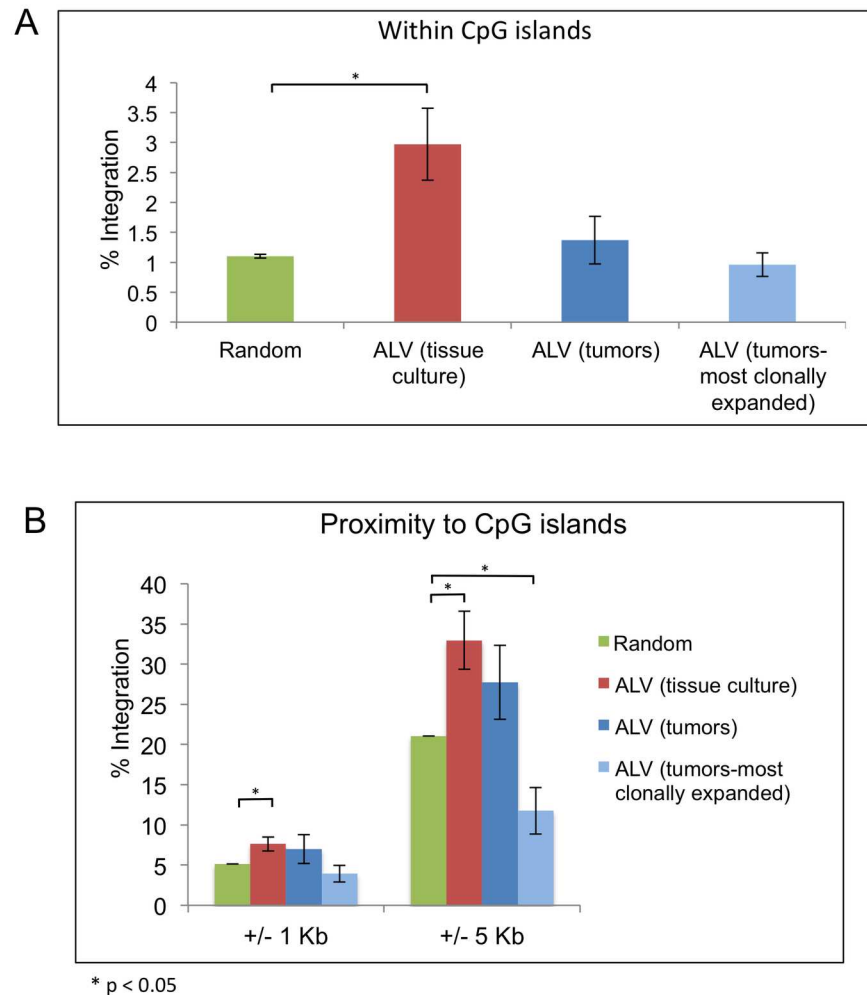 A
Within CpG islands
*
4
3.5
3
2.5
2
1.5
1
0.5
0
% Integration
Random
ALV (tissue
culture)
ALV (tumors)
ALV (tumors-
most clonally
expanded)
B
Proximity to CpG islands
*
*
*
40
35
30
25
20
15
10
5
0
% Integration
+/- 1 Kb
+/- 5 Kb
Random
ALV (tissue culture)
ALV (tumors)
ALV (tumors-most
clonally expanded)
* p < 0.05